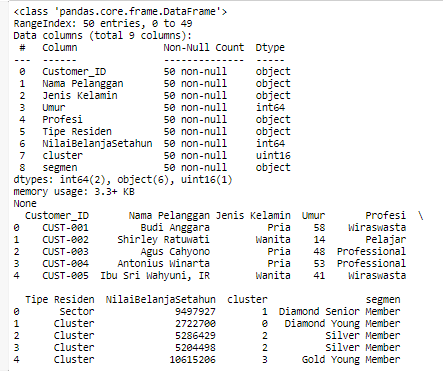 <class 'pandas.core.frame.DataFrame'>
RangeIndex: 50 entries, 0 to 49
Data columns (total 9 columns):
 #   Column              Non-Null Count  Dtype
---  ------              --------------  -----
 0   Customer_ID         50 non-null     object
 1   Nama Pelanggan      50 non-null     object
 2   Jenis Kelamin       50 non-null     object
 3   Umur                50 non-null     int64
 4   Profesi             50 non-null     object
 5   Tipe Residen        50 non-null     object
 6   NilaiBelanjaSetahun 50 non-null     int64
 7   cluster             50 non-null     uint16
 8   segmen              50 non-null     object
dtypes: int64(2), object(6), uint16(1)
memory usage: 3.3+ KB
None
  Customer_ID       Nama Pelanggan Jenis Kelamin  Umur       Profesi  \
0    CUST-001         Budi Anggara          Pria    58    Wiraswasta
1    CUST-002     Shirley Ratuwati        Wanita    14       Pelajar
2    CUST-003         Agus Cahyono          Pria    48  Professional
3    CUST-004     Antonius Winarta          Pria    53  Professional
4    CUST-005  Ibu Sri Wahyuni, IR        Wanita    41    Wiraswasta
  Tipe Residen  NilaiBelanjaSetahun  cluster                 segmen
0       Sector              9497927        1  Diamond Senior Member
1      Cluster              2722700        0   Diamond Young Member
2      Cluster              5286429        2          Silver Member
3      Cluster              5204498        2          Silver Member
4      Cluster             10615206        3      Gold Young Member